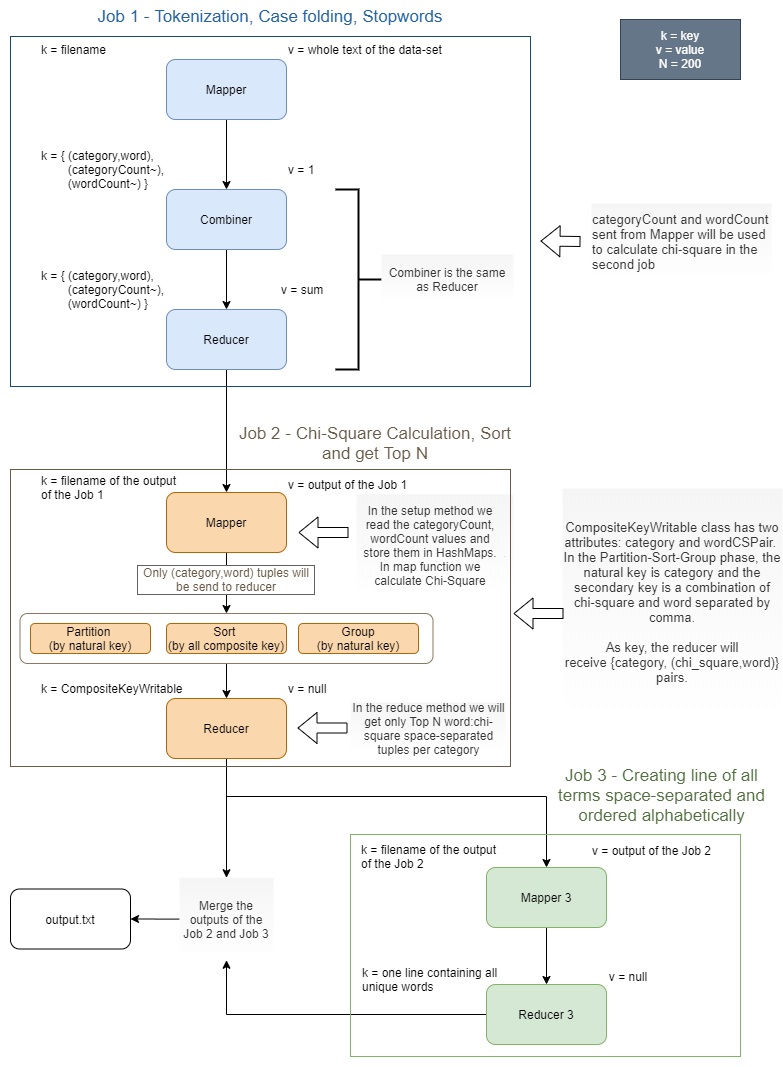 Job 1 - Tokenization, Case folding, Stopwords
k = key
v = value
N = 200
k = filename
v = whole text of the data-set
Mapper
k = { (category,word),
(categoryCount~),
(wordCount~) }
v = 1
Combiner
categoryCount and wordCount
sent from Mapper will be used
to calculate chi-square in the
second job
Combiner is the same
as Reducer
k = { (category,word),
(categoryCount~),
(wordCount~) }
v = sum
Reducer
Job 2 - Chi-Square Calculation, Sort
and get Top N
k = filename of the output
of the Job 1
v = output of the Job 1
Mapper
In the setup method we
read the categoryCount,
wordCount values and
store them in HashMaps.
In map function we
calculate Chi-Square
CompositeKeyWritable class has two
attributes: category and wordCSPair.
In the Partition-Sort-Group phase, the
natural key is category and the
secondary key is a combination of
chi-square and word separated by
comma.
As key, the reducer will
receive {category, (chi_square,word)}
pairs.
Only (category,word) tuples will
be send to reducer
Partition
(by natural key)
Sort
(by all composite key)
Group
(by natural key)
k = CompositeKeyWritable
v = null
Reducer
In the reduce method we will
get only Top N word:chi-
square space-separated
tuples per category
Job 3 - Creating line of all
terms space-separated and
ordered alphabetically
k = filename of the output
of the Job 2
v = output of the Job 2
Mapper 3
output.txt
Merge the
outputs of the
Job 2 and Job 3
k = one line containing all
unique words
v = null
Reducer 3